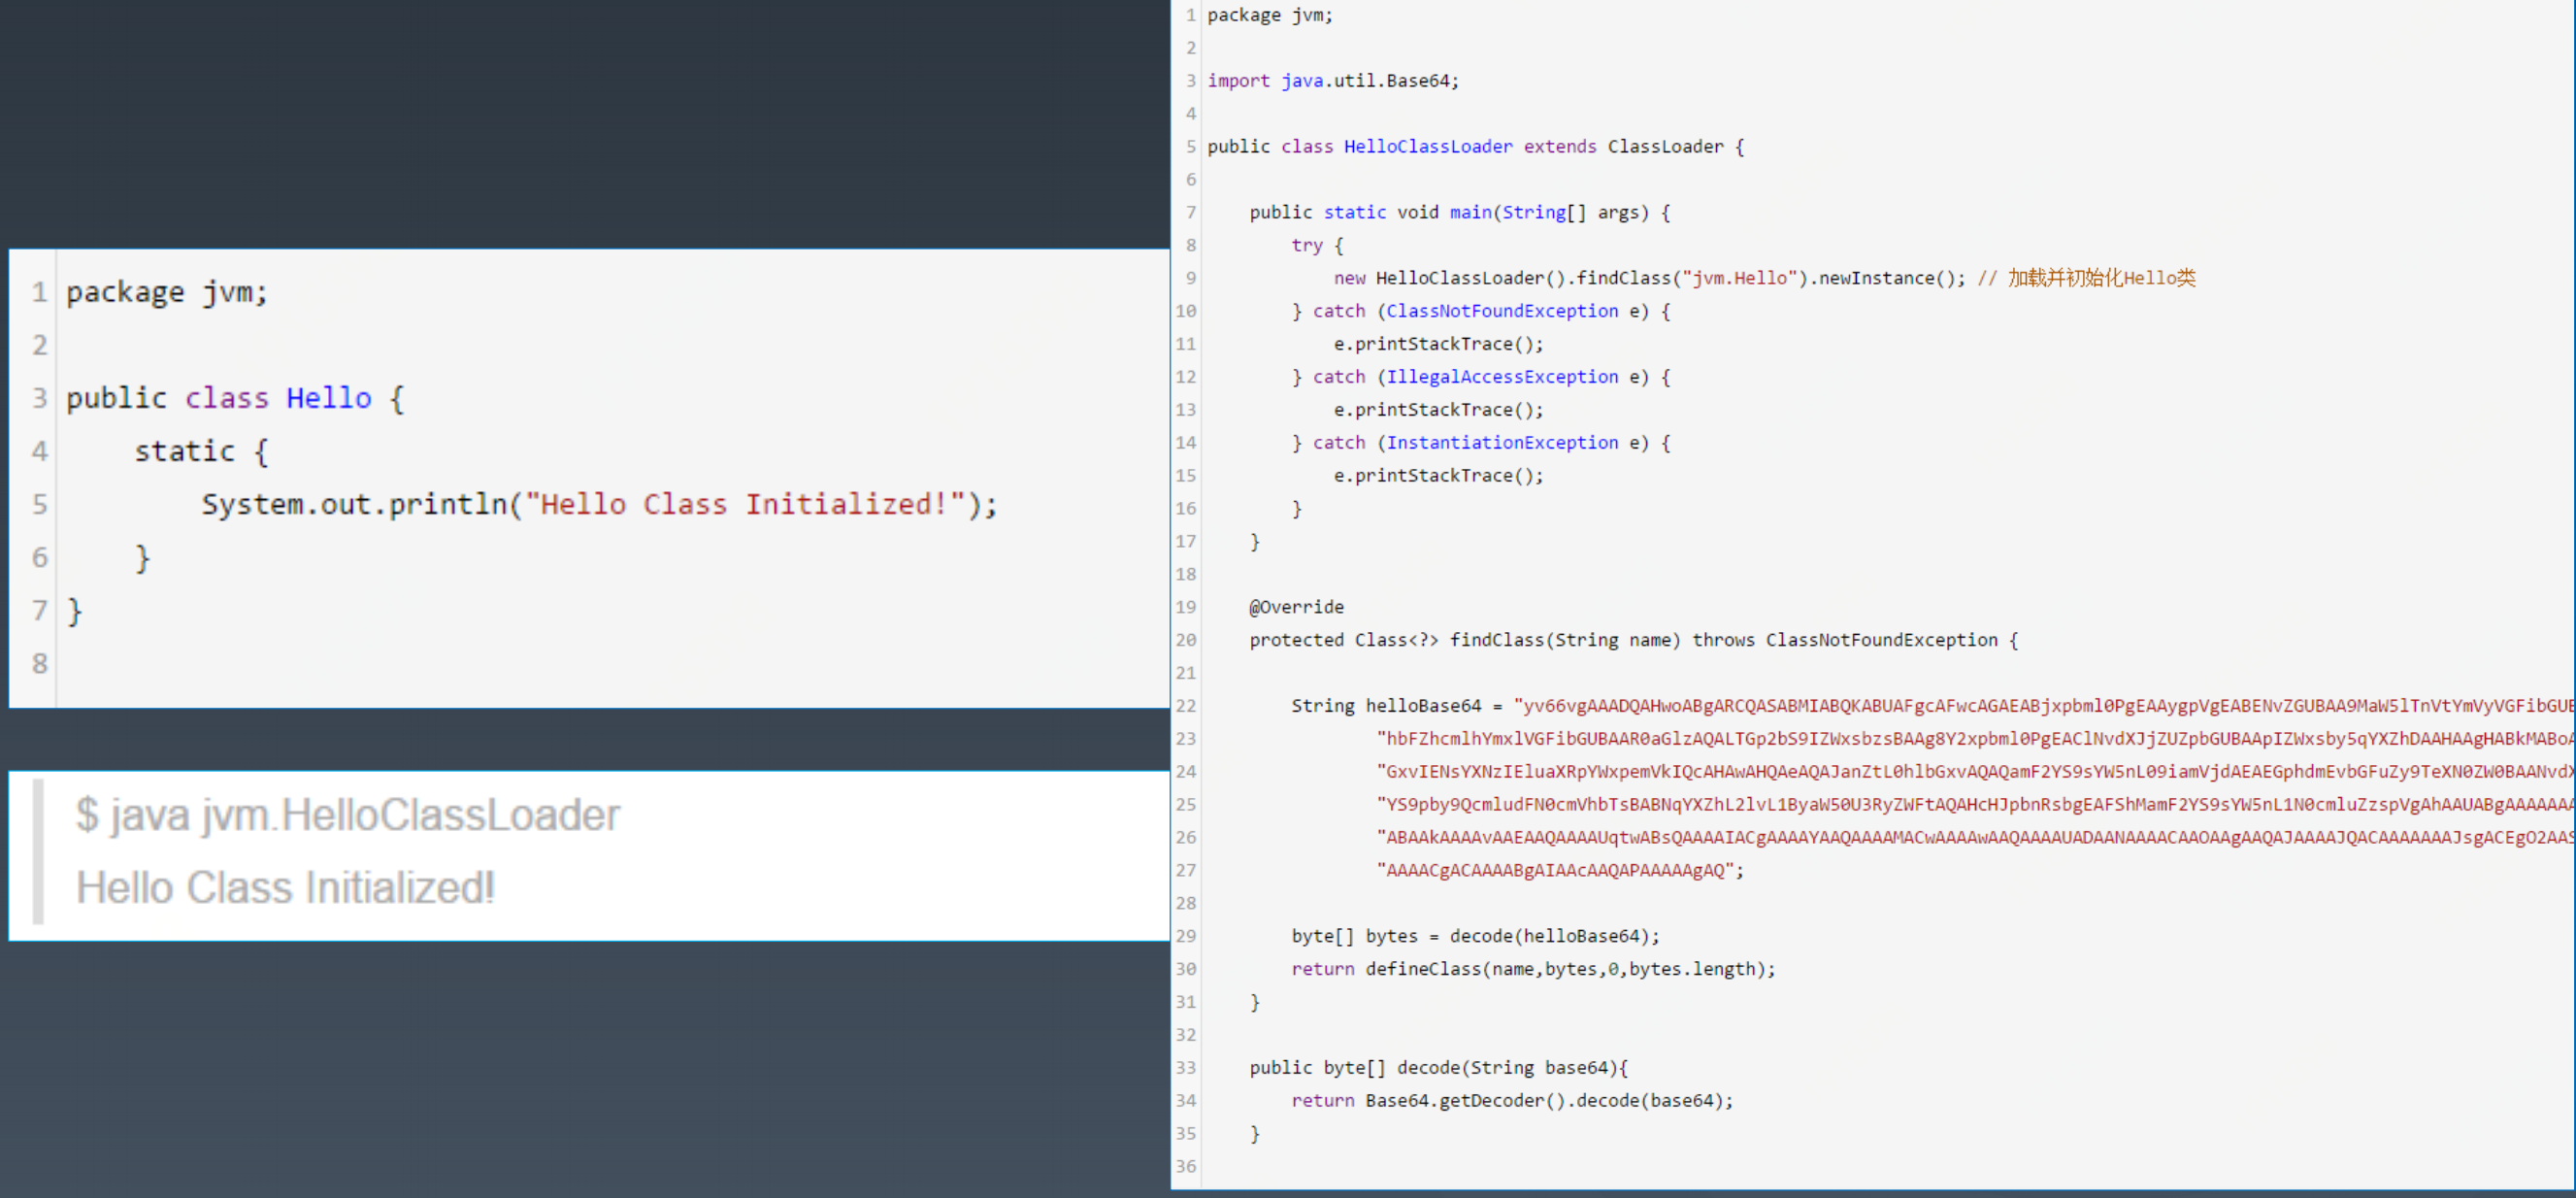 1 package jvm;
2
3 public class Hello {
4     static {
5         System.out.println("Hello Class Initialized!");
6     }
7 }
8
$ java jvm.HelloClassLoader
Hello Class Initialized!
1 package jvm;
2
3 import java.util.Base64;
4
5 public class HelloClassLoader extends ClassLoader {
6
7     public static void main(String[] args) {
8         try {
9             new HelloClassLoader().findClass("jvm.Hello").newInstance(); // 加载并初始化Hello类
10         } catch (ClassNotFoundException e) {
11             e.printStackTrace();
12         } catch (IllegalAccessException e) {
13             e.printStackTrace();
14         } catch (InstantiationException e) {
15             e.printStackTrace();
16         }
17     }
18
19     @Override
20     protected Class<?> findClass(String name) throws ClassNotFoundException {
21
22         String helloBase64 = "yv66vgAAADQAHwoABgARCQASABMIABQKABUAFgcAFwcAGAEABjxpbml0PgEAAygpVgEABENvZGUBAA9MaW5lTnVtYmVyVGFibGUB
23                 "hbFZhcmlhYmxlVGFibGUBAAR0aGlzAQALTGp2bS9IZWxsbzsBAAg8Y2xpbml0PgEAClNvdXJjZUZpbGUBAApIZWxsby5qYXZhDAAHAAgHABkMABoA
24                 "GxvIENsYXNzIEluaXRpYWxpemVkIQcAHAwAHQAeAQAJanZtL0hlbGxvAQAQamF2YS9sYW5nL09iamVjdAEAEGphdmEvbGFuZy9TeXN0ZW0BAANvdX
25                 "YS9pby9QcmludFN0cmVhbTsBABNqYXZhL2lvL1ByaW50U3RyZWFtAQAHcHJpbnRsbgEAFShMamF2YS9sYW5nL1N0cmluZzspVgAhAAUABgAAAAAA
26                 "ABAAkAAAAvAAEAAQAAAAUqtwABsQAAAAIACgAAAAYAAQAAAAMACwAAAAwAAQAAAAUADAANAAAACAAOAAgAAQAJAAAAJQACAAAAAAAJsgACEgO2AAS
27                 "AAAACgACAAAABgAIAAcAAQAPAAAAAgAQ";
28
29         byte[] bytes = decode(helloBase64);
30         return defineClass(name,bytes,0,bytes.length);
31     }
32
33     public byte[] decode(String base64){
34         return Base64.getDecoder().decode(base64);
35     }
36